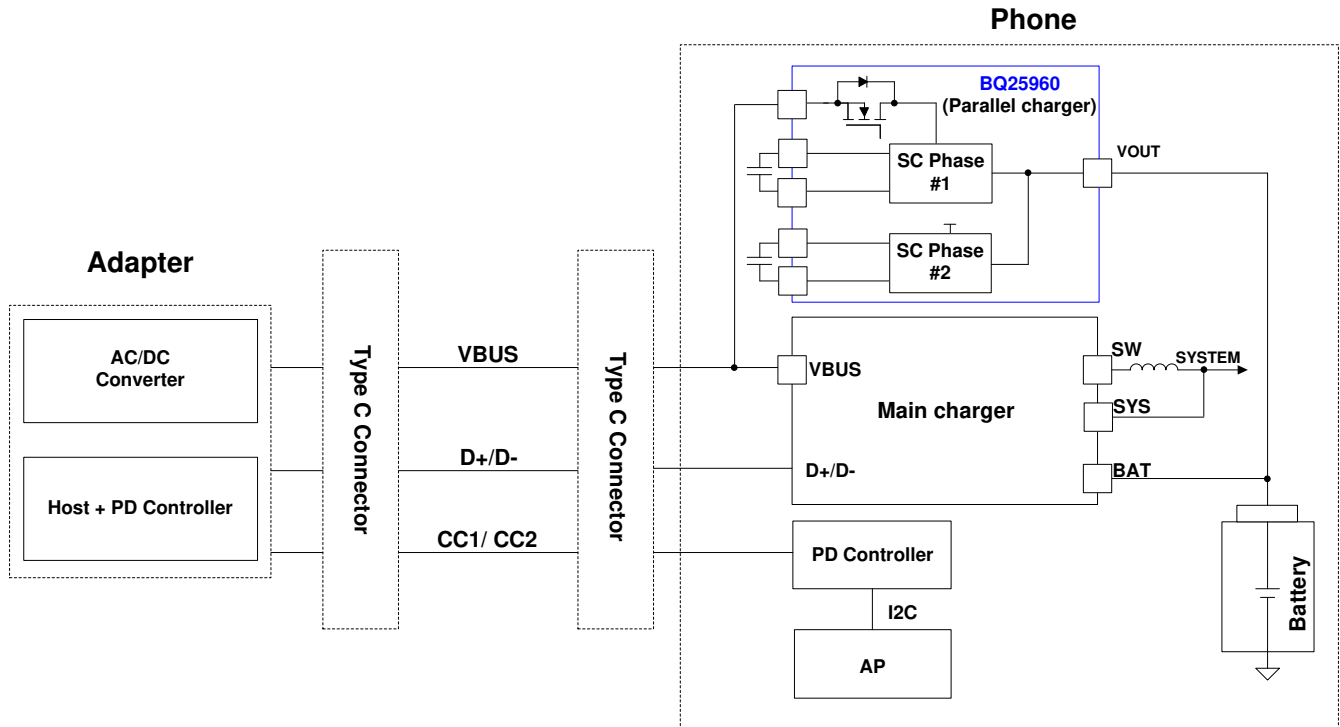 Phone
BQ25960
(Parallel charger)
SC Phase
#1
VOUT
SC Phase
#2
Adapter
AC/DC
Converter
Host + PD Controller
Type C Connector
VBUS
D+/D-
CC1/ CC2
Type C Connector
VBUS
Main charger
D+/D-
SW
SYSTEM
SYS
BAT
PD Controller
I2C
AP
Battery